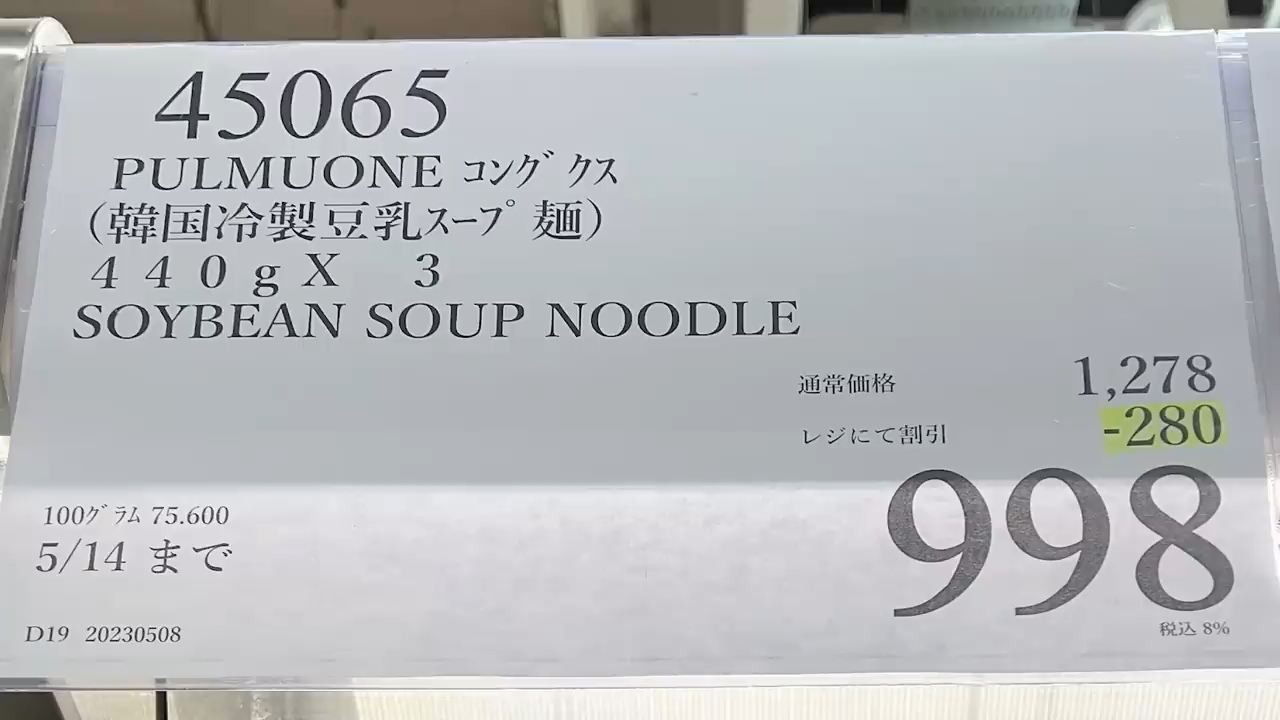 45065
PULMUONE コングクス
(韓国冷製豆乳スープ 麺)
440gX 3
SOYBEAN SOUP NOODLE
通常価格 1,278
レジにて割引 -280
998
税込 8%
100グラム 75.600
5/14 まで
D19 20230508